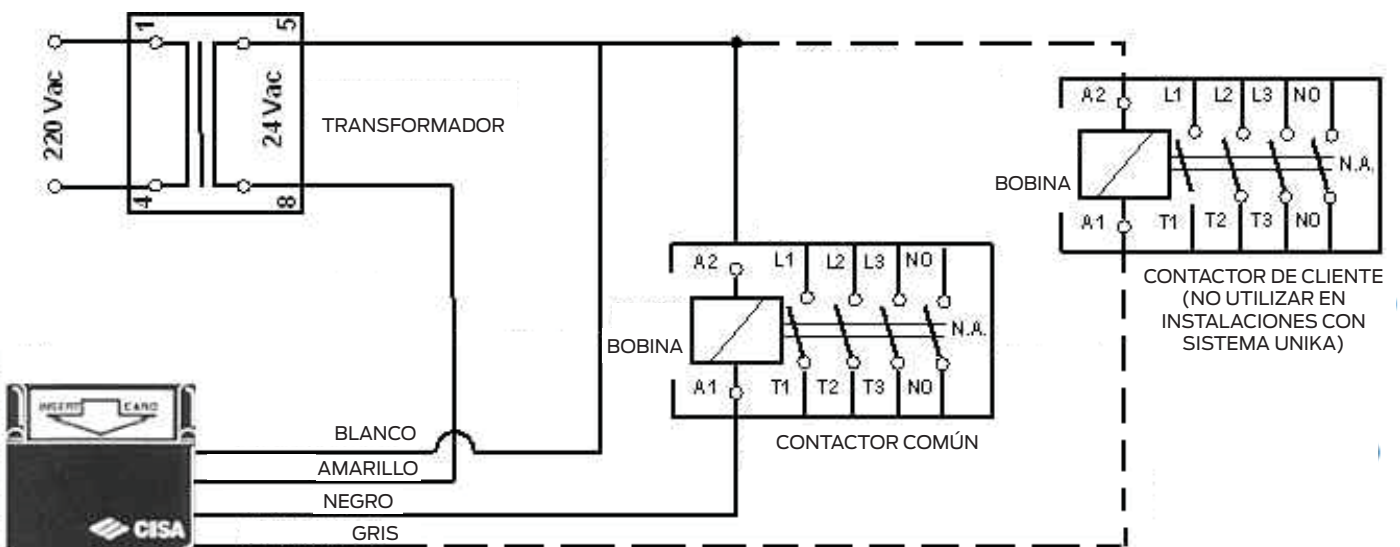 1
5
220 Vac
24 Vac
4
8
TRANSFORMADOR
A2
L1
L2
L3
NO
BOBINA
N.A.
A1
T1
T2
T3
NO
CONTACTOR DE CLIENTE
(NO UTILIZAR EN
INSTALACIONES CON
SISTEMA UNIKA)
A2
L1
L2
L3
NO
BOBINA
N.A.
A1
T1
T2
T3
NO
CONTACTOR COMÚN
INSERT CARD
BLANCO
AMARILLO
NEGRO
GRIS
CISA